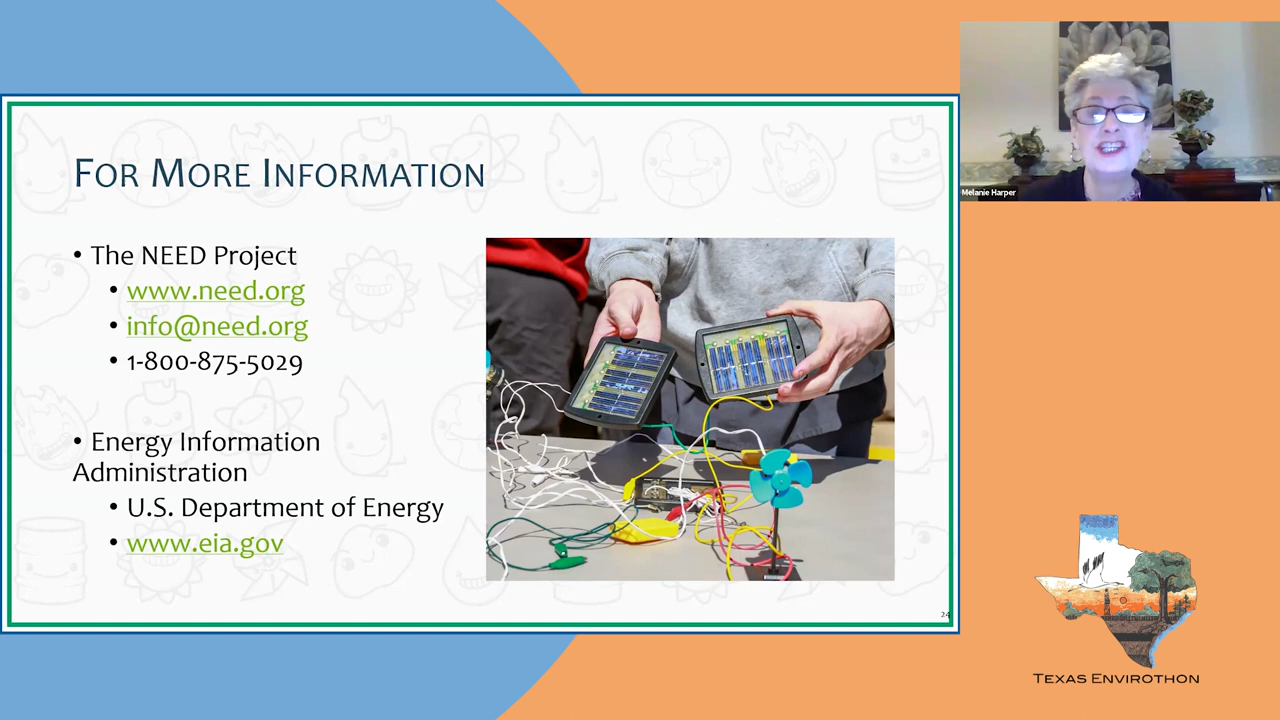 FOR MORE INFORMATION
• The NEED Project
• www.need.org
• info@need.org
• 1-800-875-5029
• Energy Information
Administration
• U.S. Department of Energy
• www.eia.gov
24
Melanie Harper
TEXAS ENVIROTHON